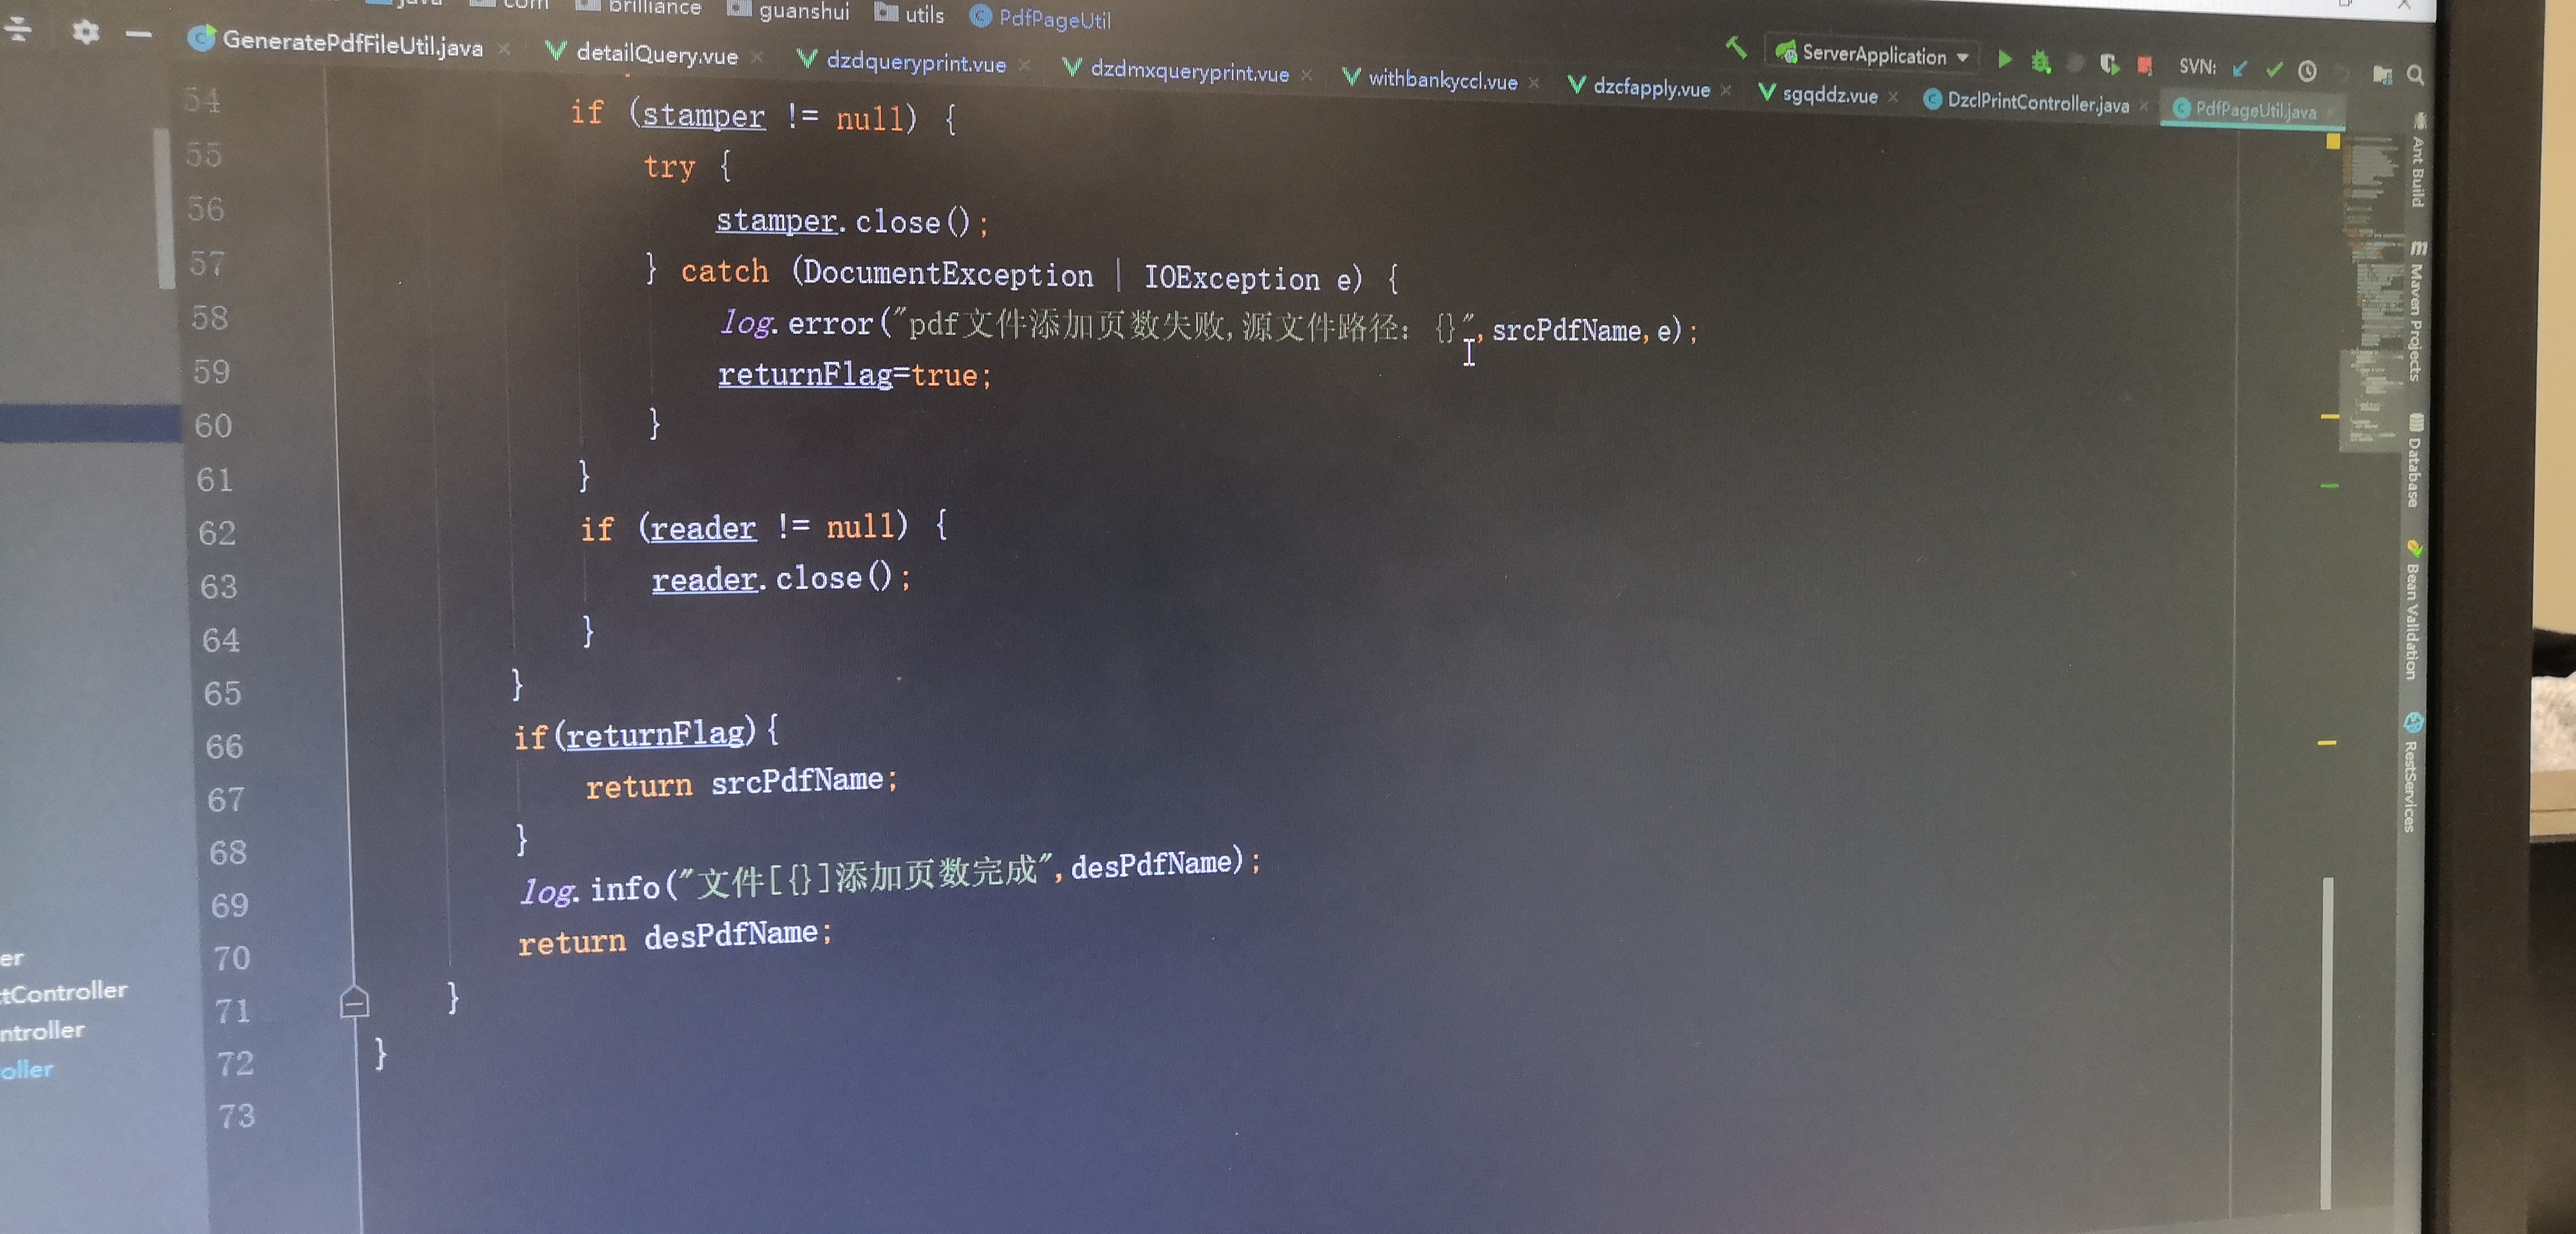 brilliance guanshui utils PdfPageUtil
ServerApplication SVN:
GeneratePdfFileUtil.java detailQuery.vue dzdqueryprint.vue dzdmxqueryprint.vue withbankyccl.vue dzcfapply.vue sgqddz.vue DzclPrintController.java PdfPageUtil.java
54 if (stamper != null) {
55 try {
56 stamper.close();
57 } catch (DocumentException | IOException e) {
58 log.error("pdf文件添加页数失败,源文件路径: {}",srcPdfName,e);
59 returnFlag=true;
60 }
61 }
62 if (reader != null) {
63 reader.close();
64 }
65 }
66 if(returnFlag){
67 return srcPdfName;
68 }
69 log.info("文件[{}]添加页数完成",desPdfName);
70 return desPdfName;
71 }
72 }
73
er
tController
ntroller
oller
Ant Build
Maven Projects
Database
Bean Validation
RestServices